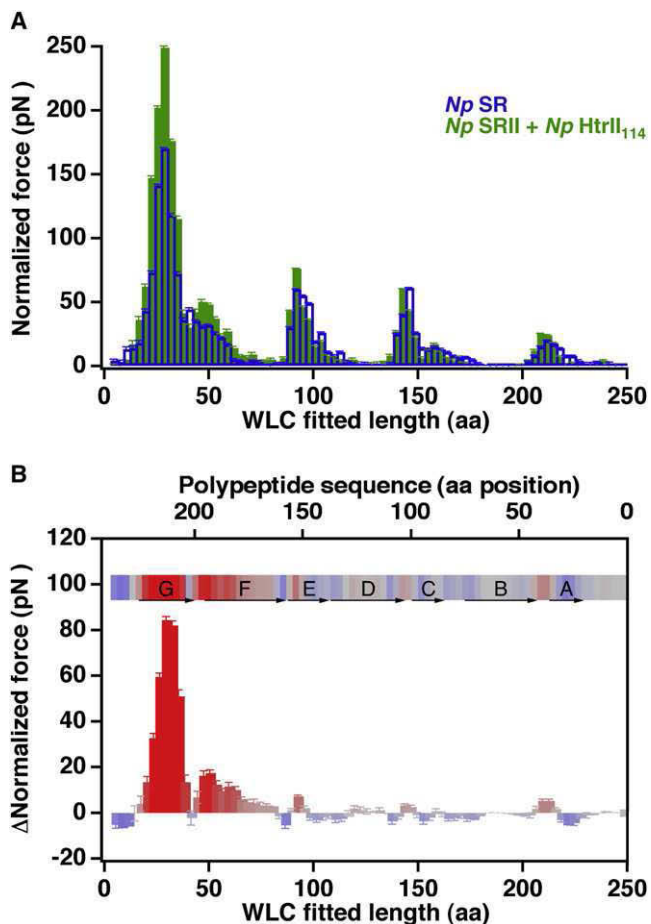 A
250
200
150
100
50
0
Normalized force (pN)
Np SR
Np SRII + Np HtrII114
0 50 100 150 200 250
WLC fitted length (aa)
B
Polypeptide sequence (aa position)
200 150 100 50 0
120
100
80
60
40
20
0
-20
ΔNormalized force (pN)
G F E D C B A
0 50 100 150 200 250
WLC fitted length (aa)